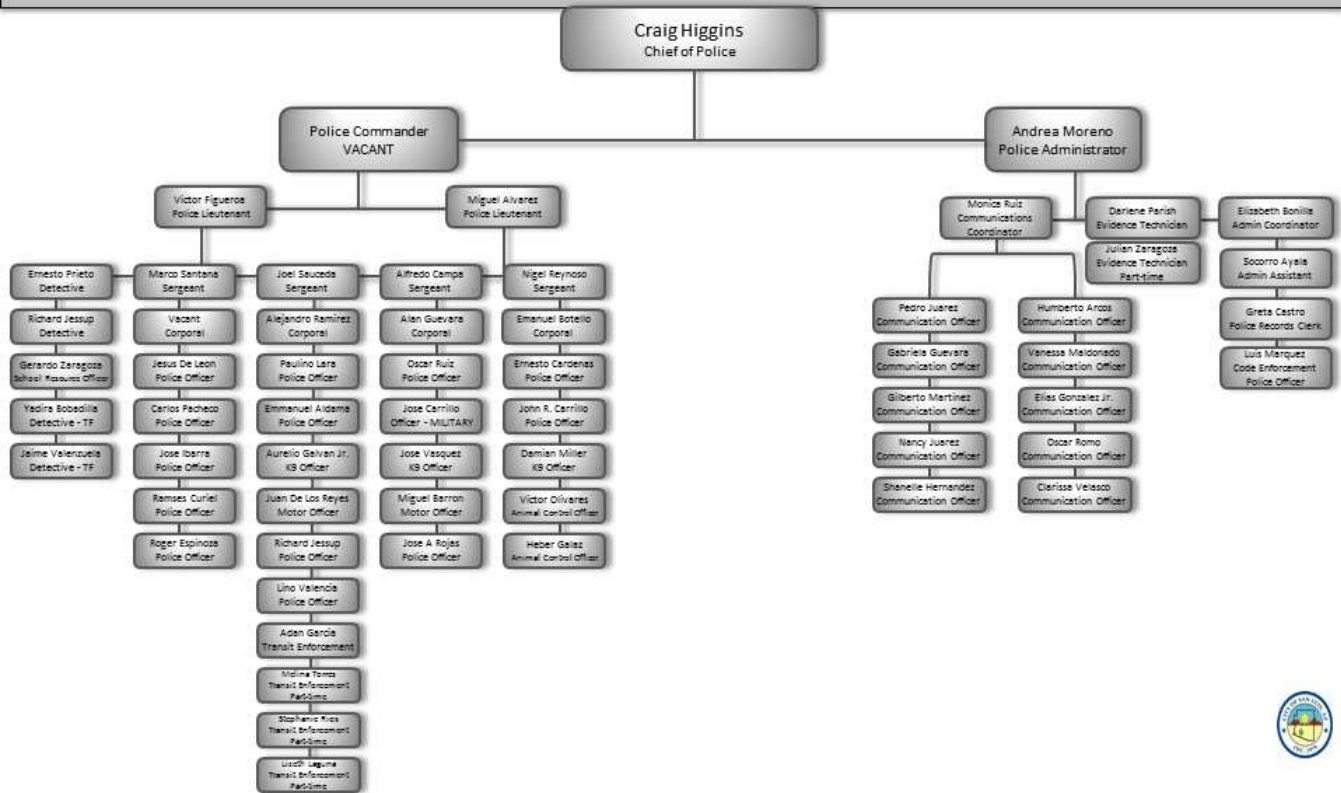 Craig Higgins
Chief of Police
Police Commander
VACANT
Andrea Moreno
Police Administrator
Victor Figueroa
Police Lieutenant
Miguel Alvarez
Police Lieutenant
Monica Ruiz
Communications
Coordinator
Darlene Parish
Evidence Technician
Elizabeth Bonilla
Admin Coordinator
Julian Zaragoza
Evidence Technician
Part-time
Socorro Ayala
Admin Assistant
Greta Castro
Police Records Clerk
Luis Marquez
Code Enforcement
Police Officer
Ernesto Prieto
Detective
Richard Jessup
Detective
Gerardo Zaragoza
School Resource Officer
Yadira Bobadilla
Detective - TF
Jaime Valenzuela
Detective - TF
Marco Santana
Sergeant
Vacant
Corporal
Jesus De Leon
Police Officer
Carlos Pacheco
Police Officer
Jose Ibarra
Police Officer
Ramses Curiel
Police Officer
Roger Espinoza
Police Officer
Joel Sauceda
Sergeant
Alejandro Ramirez
Corporal
Paulino Lara
Police Officer
Emmanuel Aldama
Police Officer
Aurelio Galvan Jr.
K9 Officer
Juan De Los Reyes
Motor Officer
Richard Jessup
Police Officer
Lino Valencia
Police Officer
Adan Garcia
Transit Enforcement
Molina Torres
Transit Enforcement
Part-time
Stephanie Rios
Transit Enforcement
Part-time
Liseth Laguna
Transit Enforcement
Part-time
Alfredo Campa
Sergeant
Alan Guevara
Corporal
Oscar Ruiz
Police Officer
Jose Carrillo
Officer - MILITARY
Jose Vasquez
K9 Officer
Miguel Barron
Motor Officer
Jose A Rojas
Police Officer
Nigel Reynoso
Sergeant
Emanuel Botello
Corporal
Ernesto Cardenas
Police Officer
John R. Carrillo
Police Officer
Damian Miller
K9 Officer
Victor Olivares
Animal Control Officer
Heber Galaz
Animal Control Officer
Pedro Juarez
Communication Officer
Gabriela Guevara
Communication Officer
Gilberto Martinez
Communication Officer
Nancy Juarez
Communication Officer
Shanelle Hernandez
Communication Officer
Humberto Arcos
Communication Officer
Vanessa Maldonado
Communication Officer
Elias Gonzalez Jr.
Communication Officer
Oscar Romo
Communication Officer
Clarissa Velasco
Communication Officer
CITY OF SAN LUIS, AZ